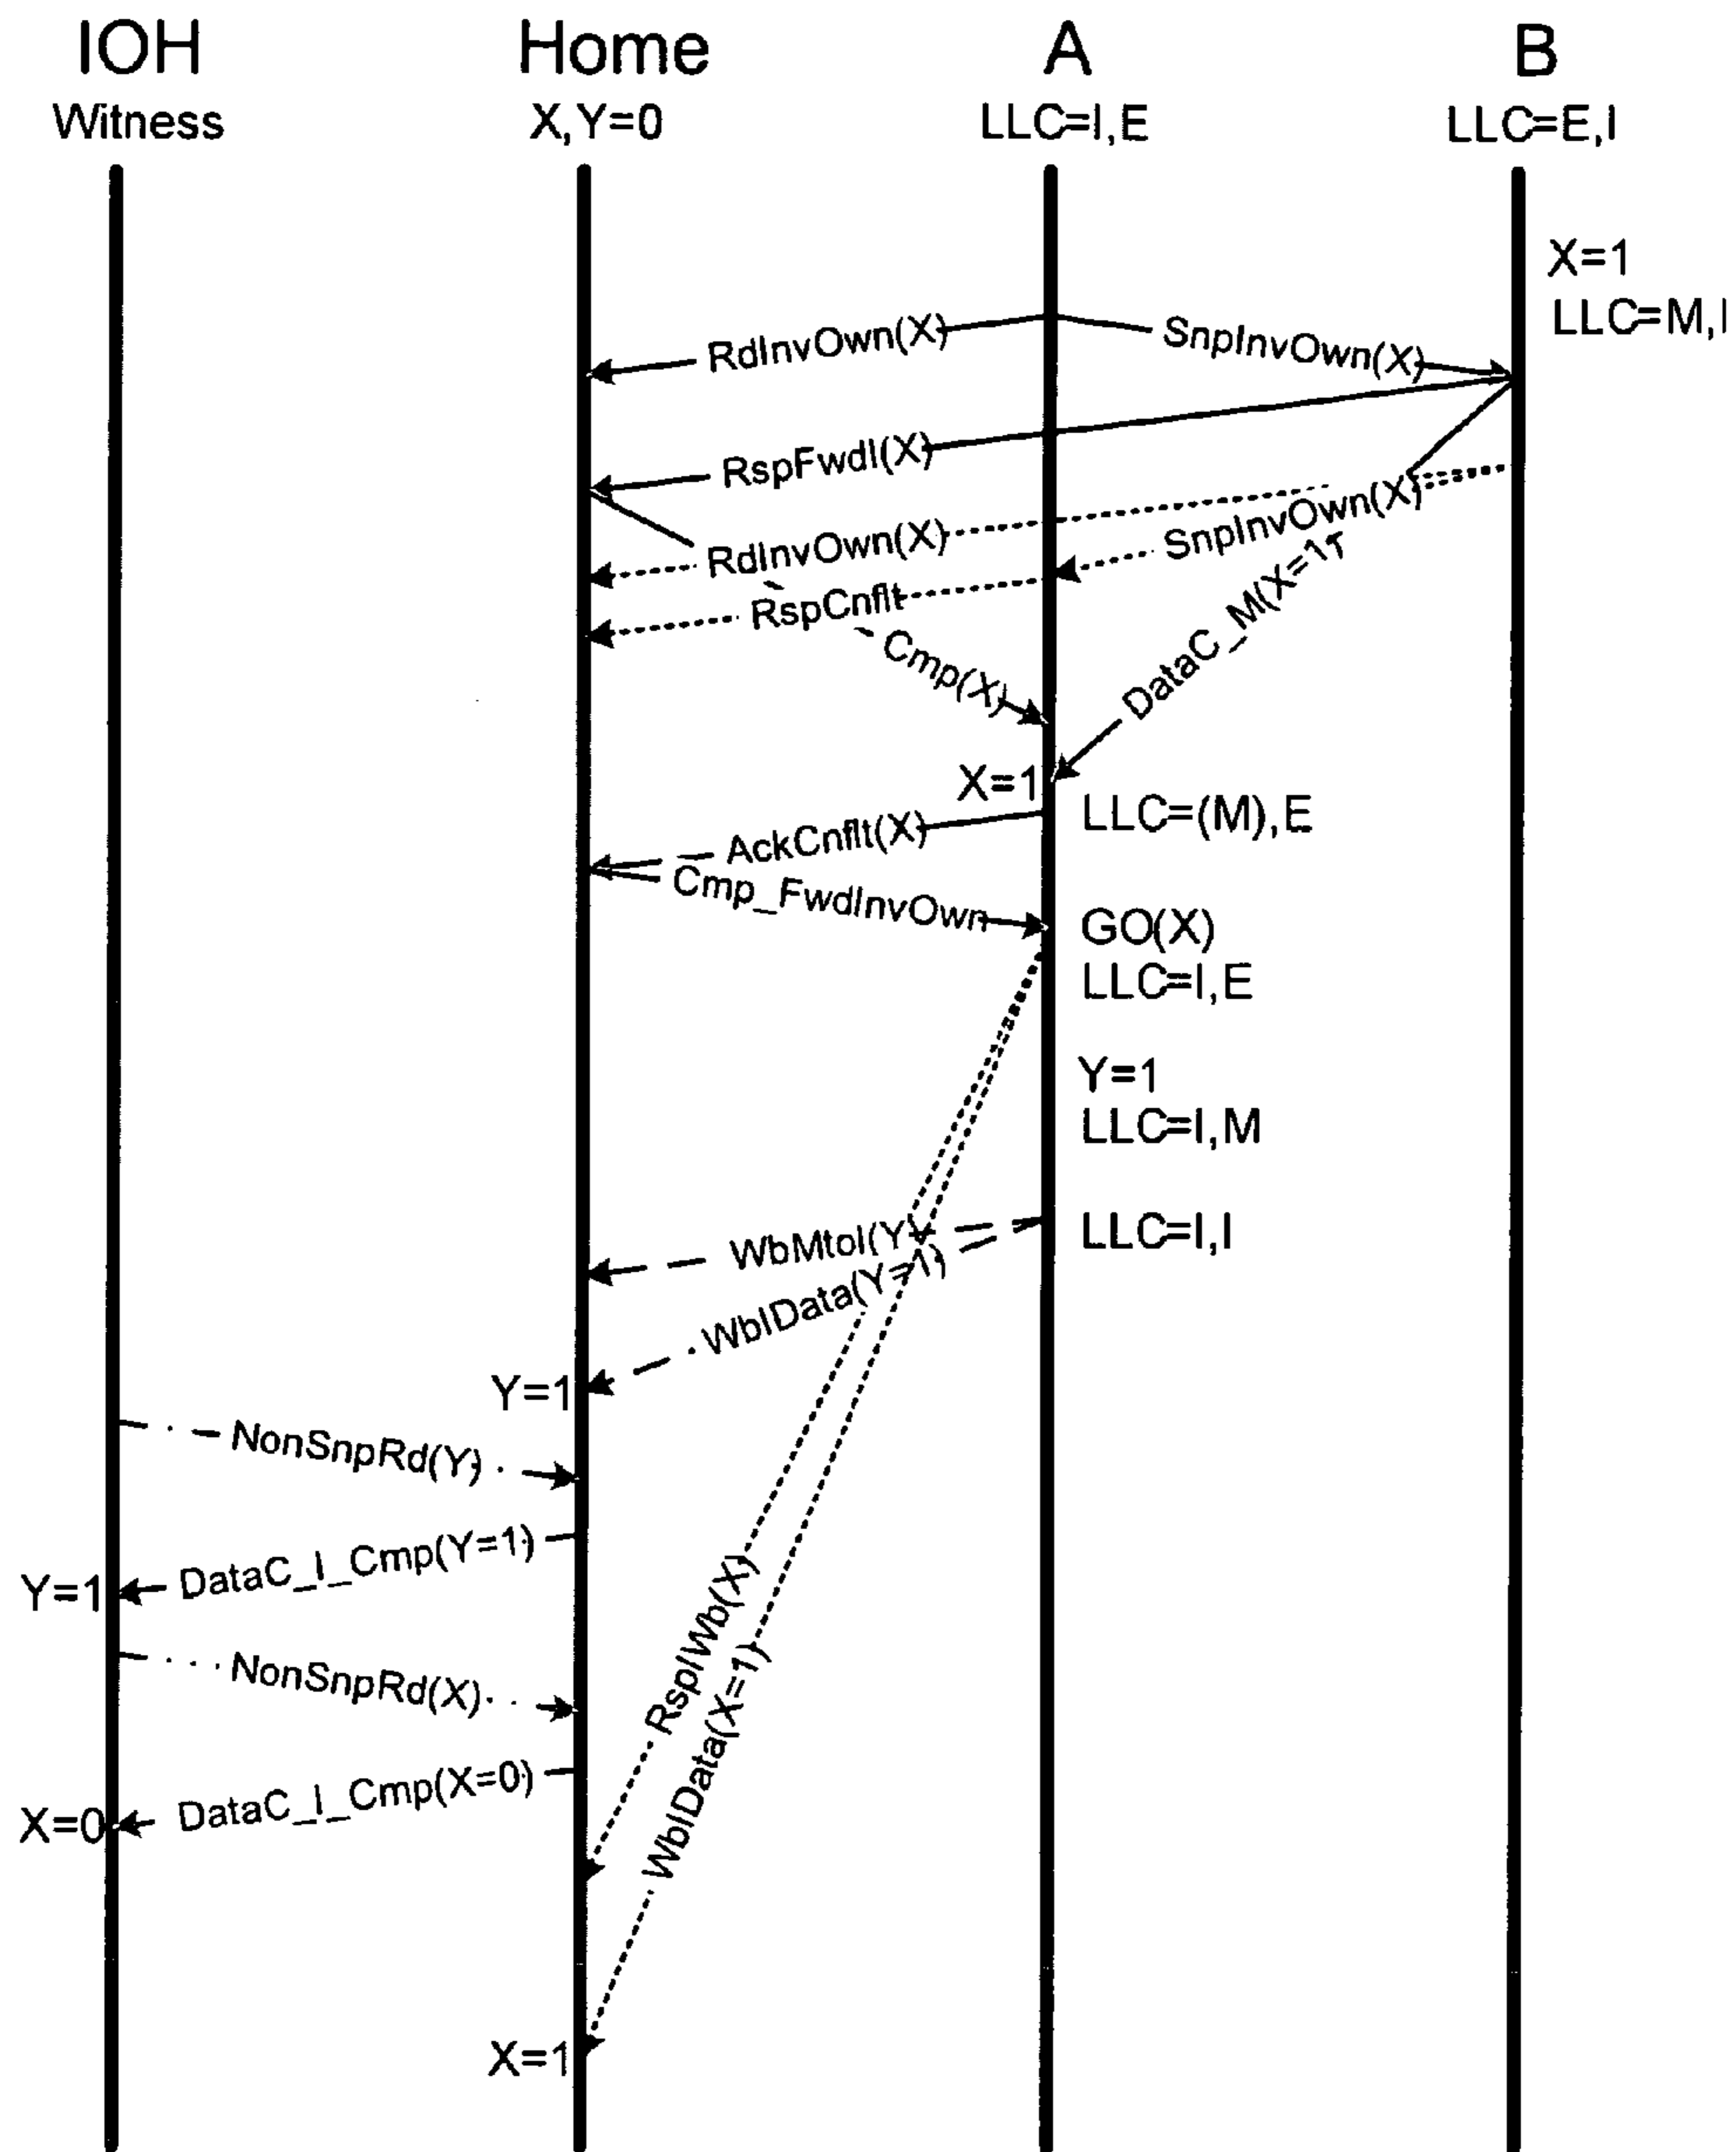 IOH
Home
A
B
Witness
X,Y=0
LLC=I,E
LLC=E,I
X=1
LLC=M,I
RdInvOwn(X)
SnpInvOwn(X)
RspFwdI(X)
RdInvOwn(X)
SnpInvOwn(X)
RspCnflt
Cmp(X)
DataC_M(X=1)
X=1
LLC=(M),E
AckCnflt(X)
Cmp_FwdInvOwn
GO(X)
LLC=I,E
Y=1
LLC=I,M
WbMtoI(Y)
LLC=I,I
WbIData(Y=1)
Y=1
NonSnpRd(Y)
DataC_I_Cmp(Y=1)
Y=1
RspIWb(X)
NonSnpRd(X)
WbIData(X=1)
DataC_I_Cmp(X=0)
X=0
X=1